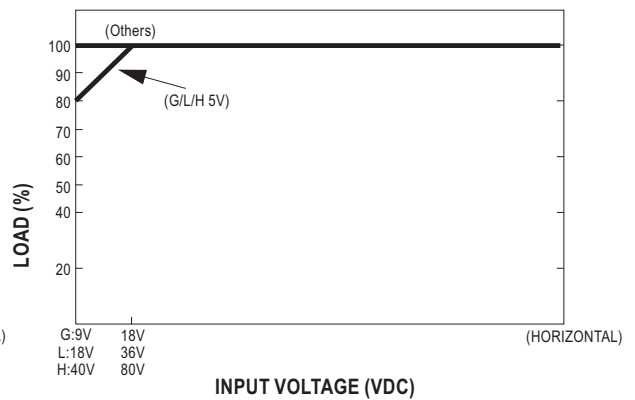 (Others)
100
90
(G/L/H 5V)
80
70
60
50
40
20
LOAD (%)
)
G:9V 18V (HORIZONTAL)
L:18V 36V
H:40V 80V
INPUT VOLTAGE (VDC)